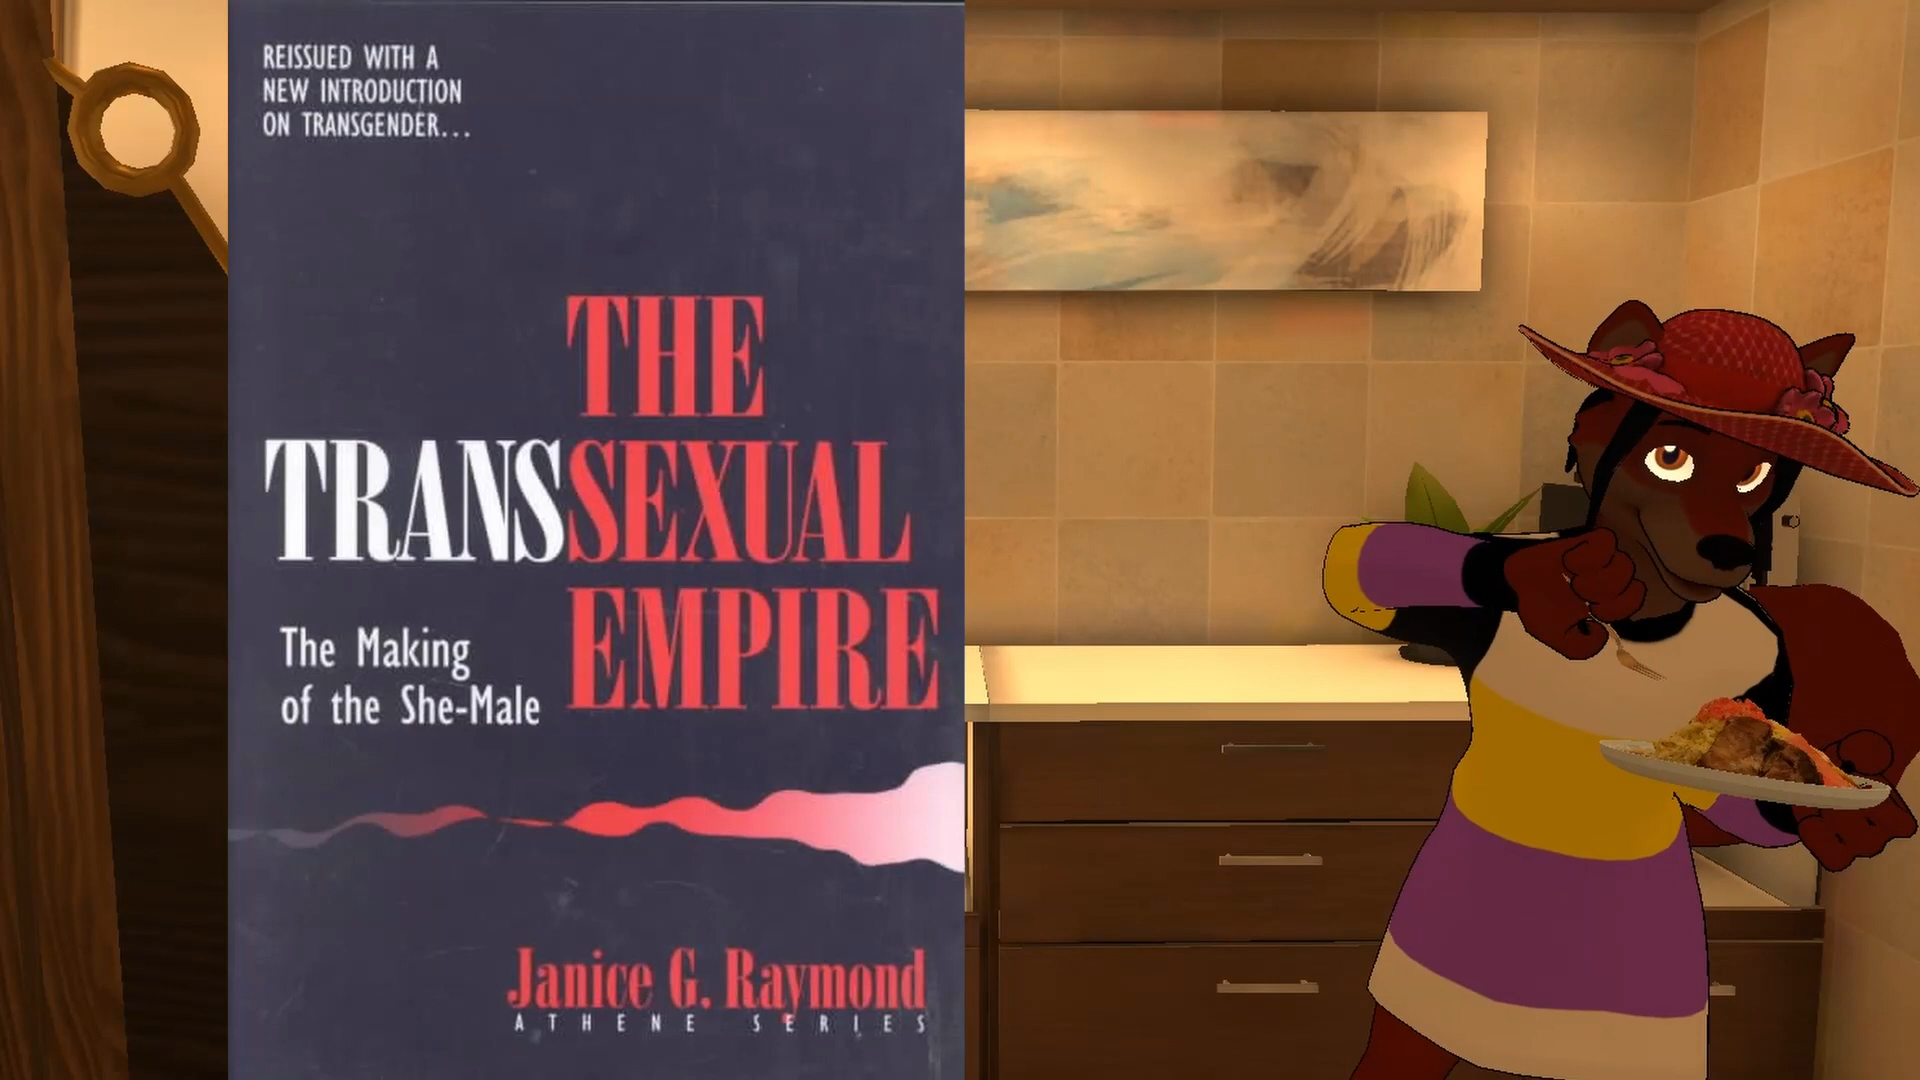 REISSUED WITH A
NEW INTRODUCTION
ON TRANSGENDER...
THE
TRANSSEXUAL
EMPIRE
The Making
of the She-Male
Janice G. Raymond
ATHENE SERIES